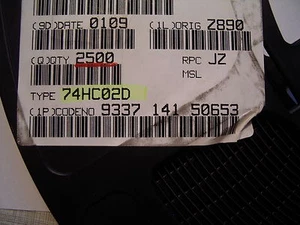 (9D)DATE 0109 (1L)ORIG Z890
(Q)QTY 2500 RPC JZ
MSL
TYPE 74HC02D
(1P)CODENO 9337 141 50653